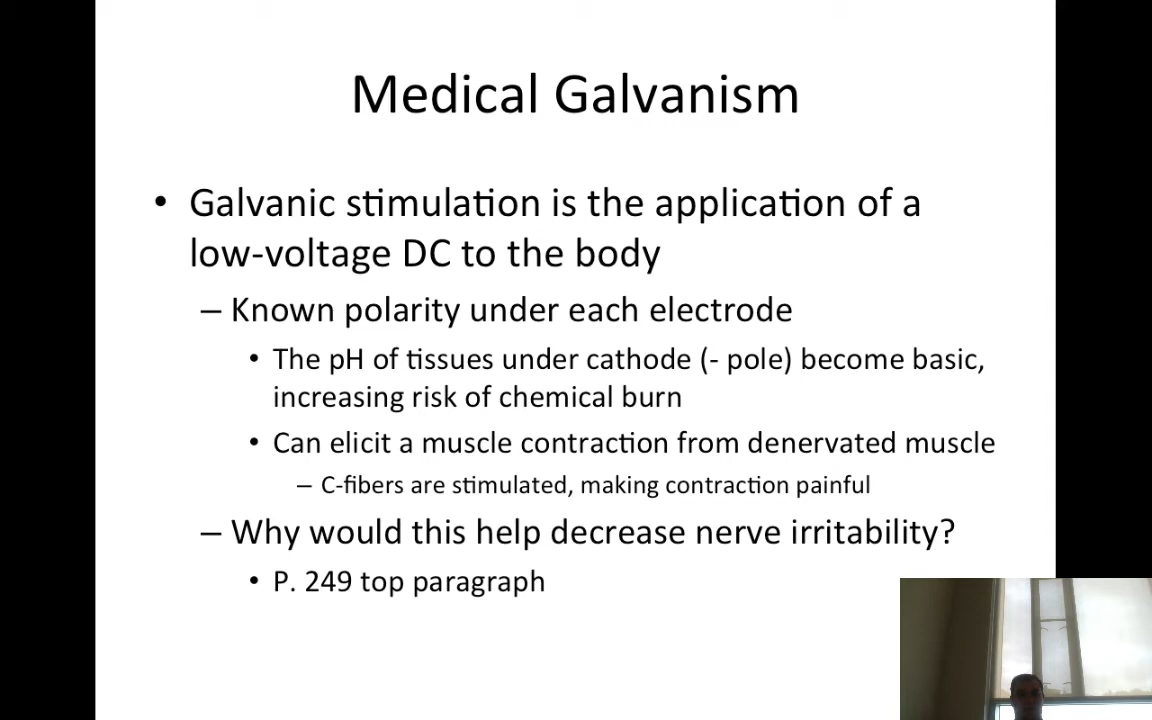 Medical Galvanism
• Galvanic stimulation is the application of a
low-voltage DC to the body
– Known polarity under each electrode
• The pH of tissues under cathode (- pole) become basic,
increasing risk of chemical burn
• Can elicit a muscle contraction from denervated muscle
– C-fibers are stimulated, making contraction painful
– Why would this help decrease nerve irritability?
• P. 249 top paragraph